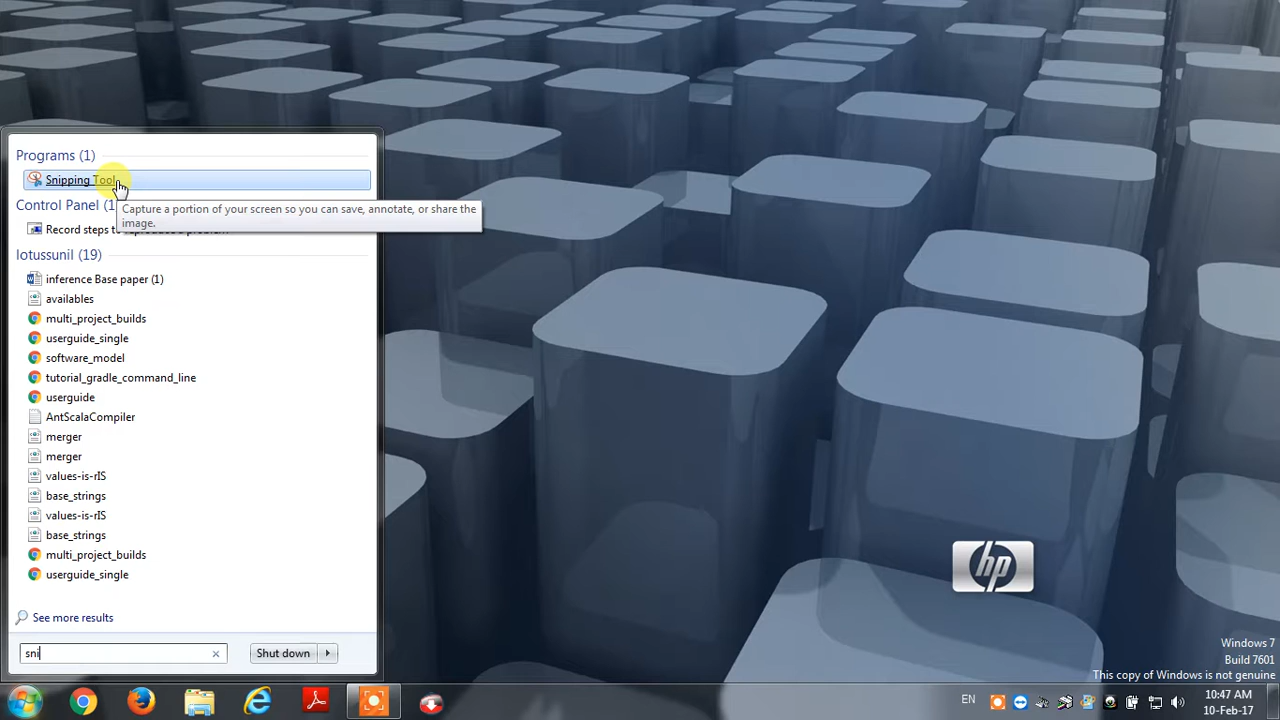 Programs (1)
Snipping Tool
Control Panel (1
Capture a portion of your screen so you can save, annotate, or share the
image.
Record steps to reproduce a problem
lotussunil (19)
inference Base paper (1)
availables
multi_project_builds
userguide_single
software_model
tutorial_gradle_command_line
userguide
AntScalaCompiler
merger
merger
values-is-rIS
base_strings
values-is-rIS
base_strings
multi_project_builds
userguide_single
See more results
sni
Shut down
hp
Windows 7
Build 7601
This copy of Windows is not genuine
EN
10:47 AM
10-Feb-17